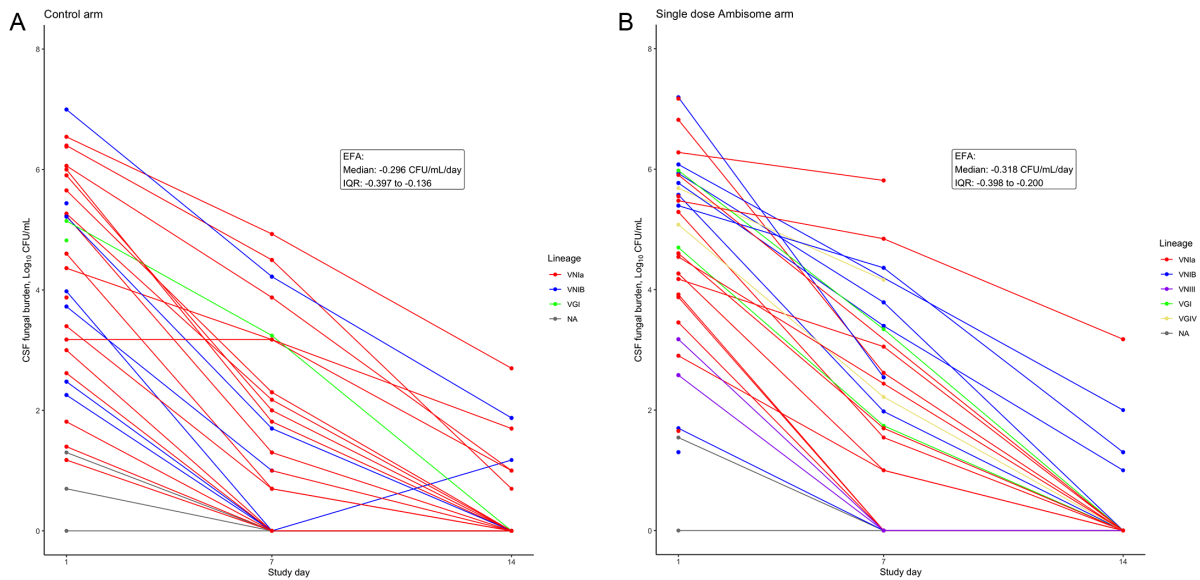 A
Control arm
CSF fungal burden, Log10 CFU/mL
8
6
4
2
0
EFA:
Median: -0.296 CFU/mL/day
IQR: -0.397 to -0.136
Lineage
VNIa
VNIB
VGI
NA
1
7
14
Study day
B
Single dose Ambisome arm
CSF fungal burden, Log10 CFU/mL
8
6
4
2
0
EFA:
Median: -0.318 CFU/mL/day
IQR: -0.398 to -0.200
Lineage
VNIa
VNIB
VNIII
VGI
VGIV
NA
1
7
14
Study day